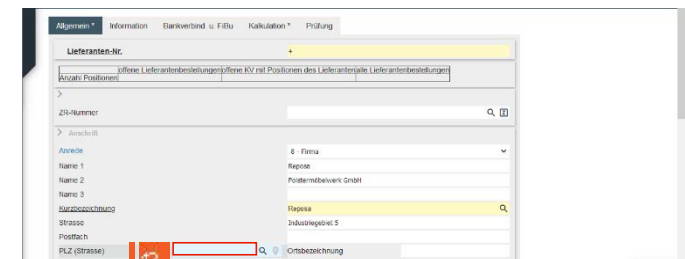 Allgemein * Information Bankverbind. u. FiBu Kalkulation * Prüfung
Lieferanten-Nr. +
offene Lieferantenbestellungen offene KV mit Positionen des Lieferanten alle Lieferantenbestellungen
Anzahl Positionen
>
ZR-Nummer
> Anschrift
Anrede 8 - Firma
Name 1 Reposa
Name 2 Polstermöbelwerk GmbH
Name 3
Kurzbezeichnung Reposa
Strasse Industriegebiet 5
Postfach
PLZ (Strasse) Ortsbezeichnung